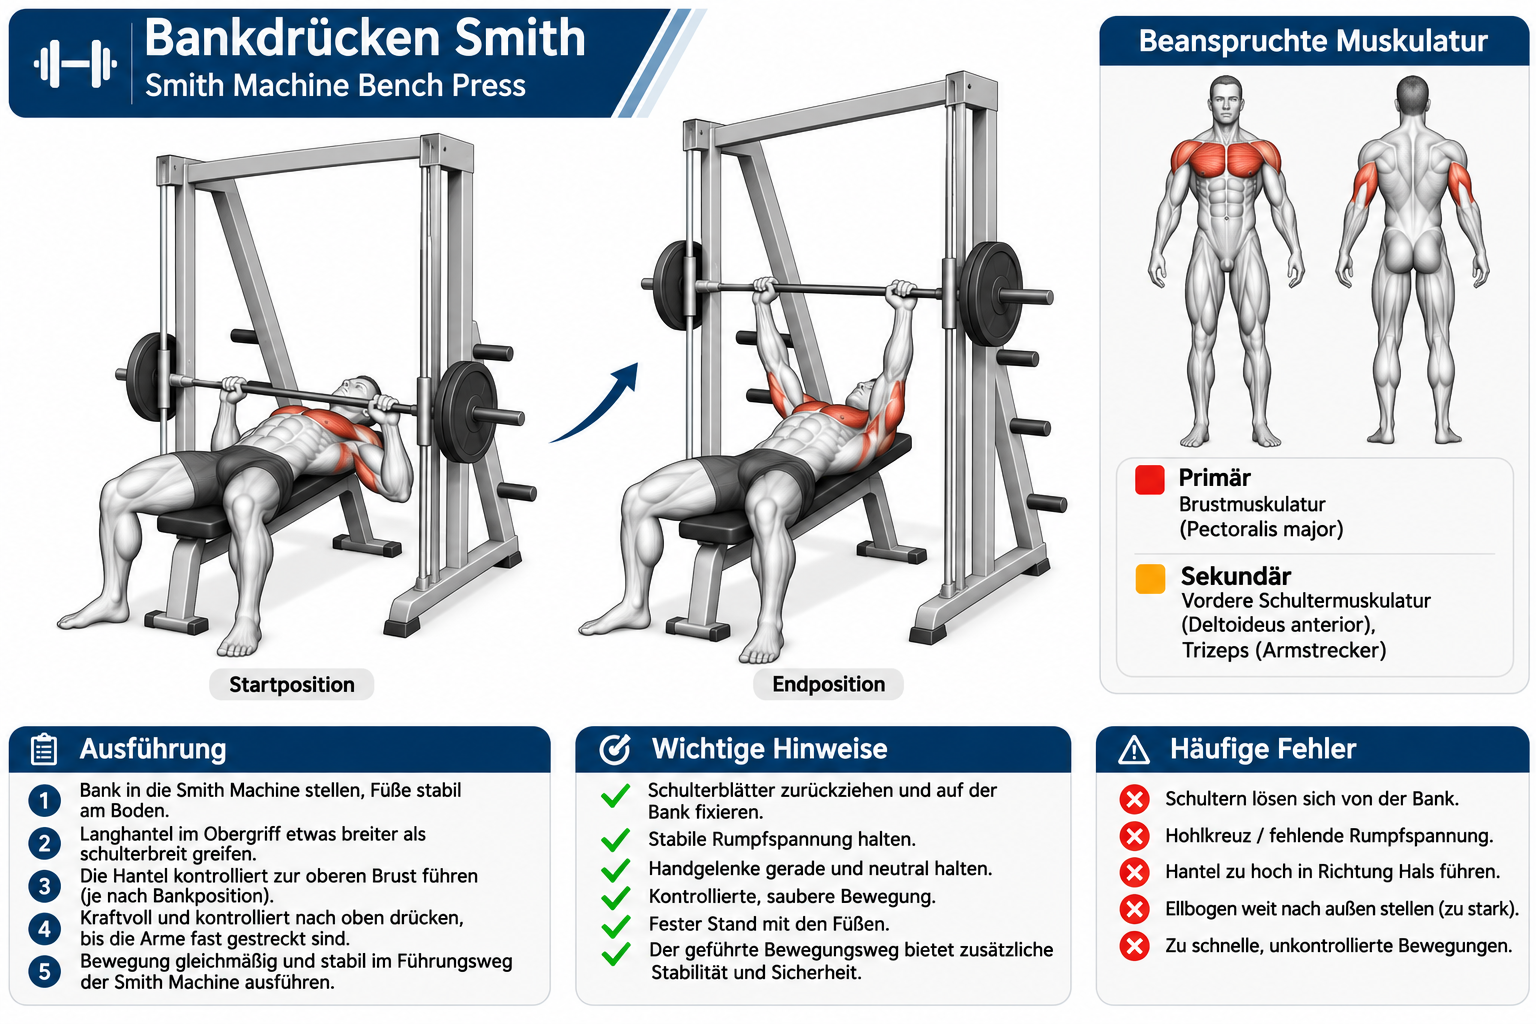 Bankdrücken Smith
Smith Machine Bench Press
Startposition
Endposition
Beanspruchte Muskulatur
Primär
Brustmuskulatur
(Pectoralis major)
Sekundär
Vordere Schultermuskulatur
(Deltoideus anterior),
Trizeps (Armstrecker)
Ausführung
1 Bank in die Smith Machine stellen, Füße stabil
am Boden.
2 Langhantel im Obergriff etwas breiter als
schulterbreit greifen.
3 Die Hantel kontrolliert zur oberen Brust führen
(je nach Bankposition).
4 Kraftvoll und kontrolliert nach oben drücken,
bis die Arme fast gestreckt sind.
5 Bewegung gleichmäßig und stabil im Führungsweg
der Smith Machine ausführen.
Wichtige Hinweise
Schulterblätter zurückziehen und auf der
Bank fixieren.
Stabile Rumpfspannung halten.
Handgelenke gerade und neutral halten.
Kontrollierte, saubere Bewegung.
Fester Stand mit den Füßen.
Der geführte Bewegungsweg bietet zusätzliche
Stabilität und Sicherheit.
Häufige Fehler
Schultern lösen sich von der Bank.
Hohlkreuz / fehlende Rumpfspannung.
Hantel zu hoch in Richtung Hals führen.
Ellbogen weit nach außen stellen (zu stark).
Zu schnelle, unkontrollierte Bewegungen.